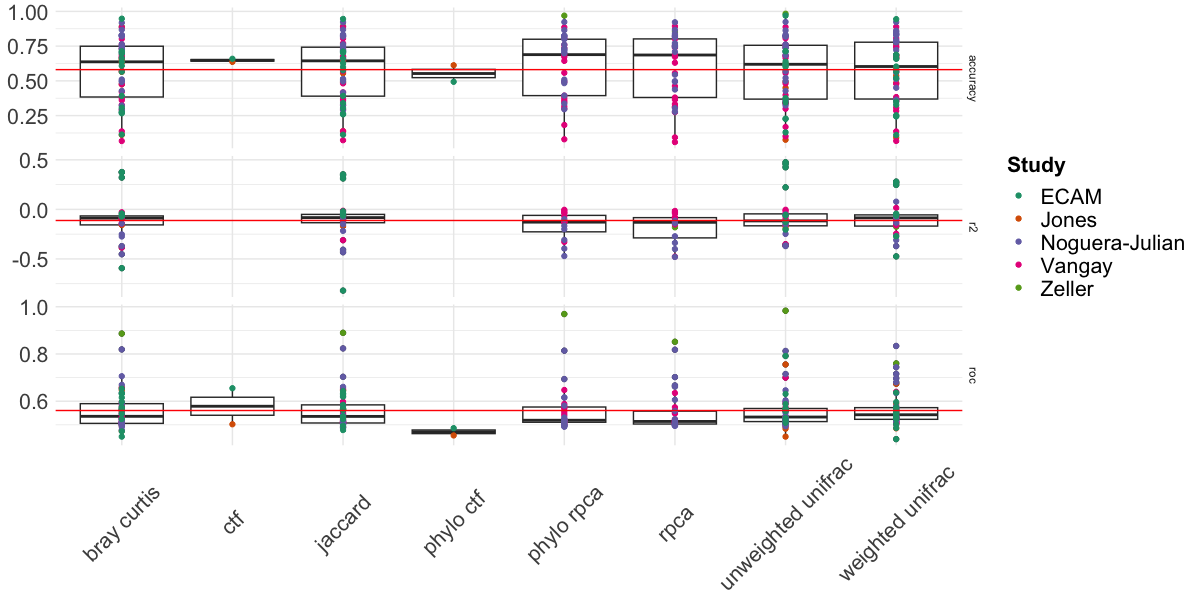 1.00
0.75
0.50
0.25
accuracy
0.5
0.0
-0.5
r2
1.0
0.8
0.6
roc
bray curtis
ctf
jaccard
phylo ctf
phylo rpca
rpca
unweighted unifrac
weighted unifrac
Study
ECAM
Jones
Noguera-Julian
Vangay
Zeller